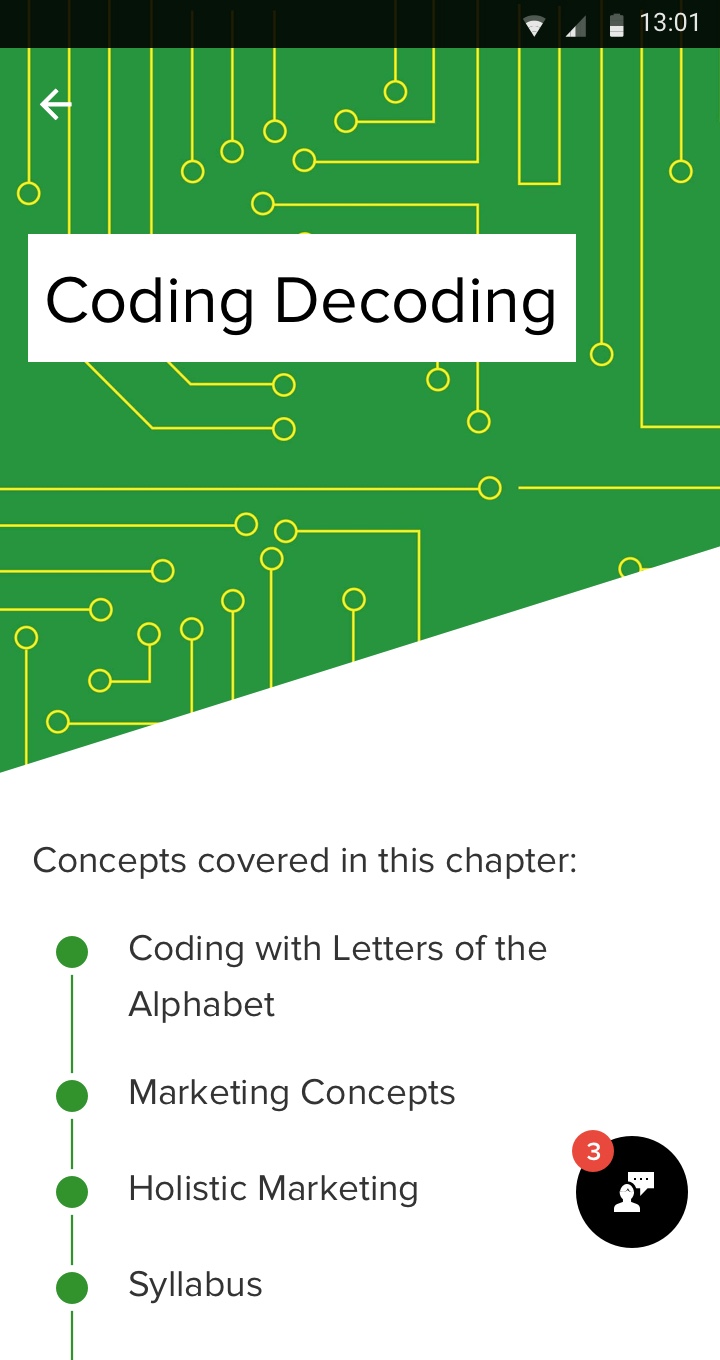 13:01
Coding Decoding
Concepts covered in this chapter:
Coding with Letters of the
Alphabet
Marketing Concepts
Holistic Marketing
3
Syllabus